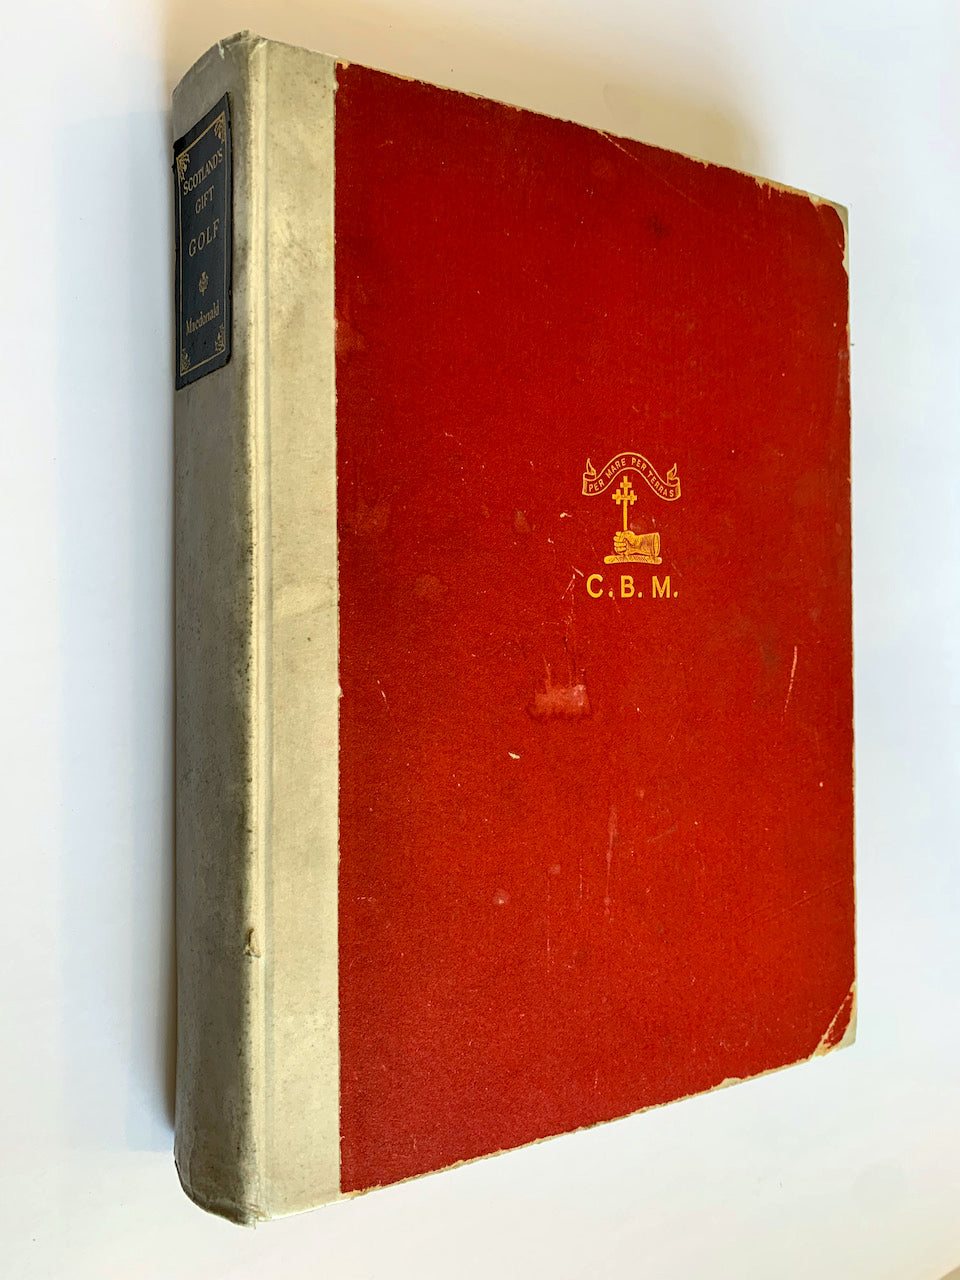 SCOTLAND'S
GIFT
GOLF
Macdonald
PER MARE PER TERRAS
C. B. M.